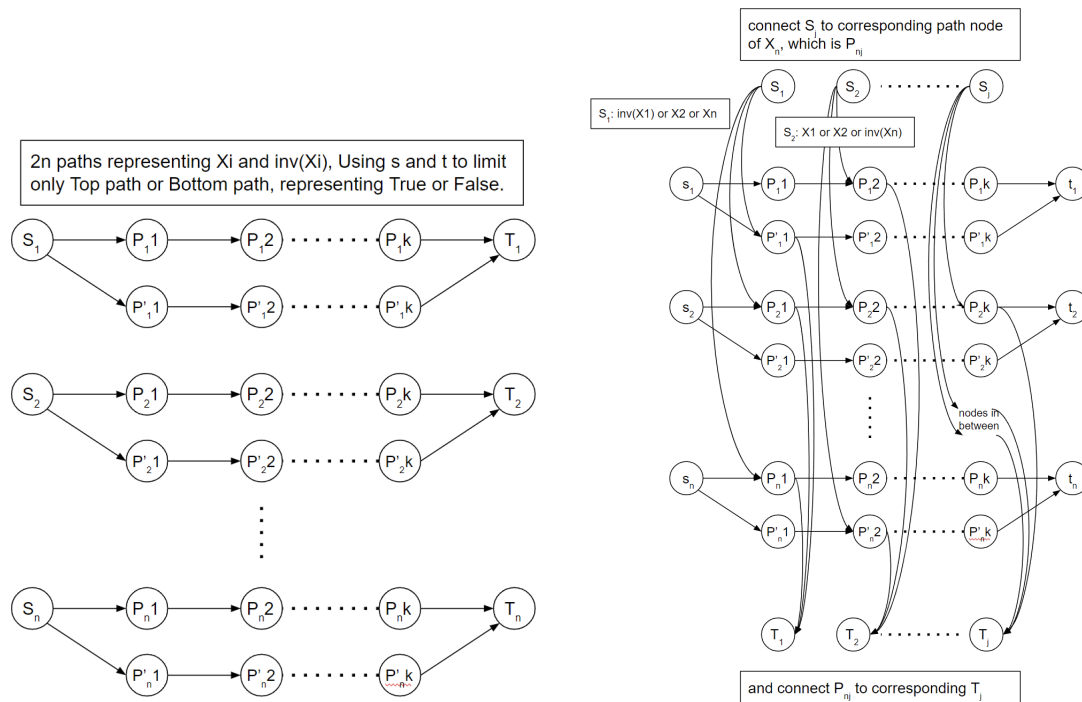 2n paths representing Xi and inv(Xi), Using s and t to limit
only Top path or Bottom path, representing True or False.
S1 P11 P12 P1k T1
P'11 P'12 P'1k
S2 P21 P22 P2k T2
P'21 P'22 P'2k
Sn Pn1 Pn2 Pnk Tn
P'n1 P'n2 P'nk
connect Sj to corresponding path node
of Xn, which is Pnj
S1 S2 Sj
S1: inv(X1) or X2 or Xn
S2: X1 or X2 or inv(Xn)
s1 P11 P12 P1k t1
P'11 P'12 P'1k
s2 P21 P22 P2k t2
P'21 P'22 P'2k
nodes in
between
sn Pn1 Pn2 Pnk tn
P'n1 P'n2 P'nk
T1 T2 Tj
and connect Pnj to corresponding Tj